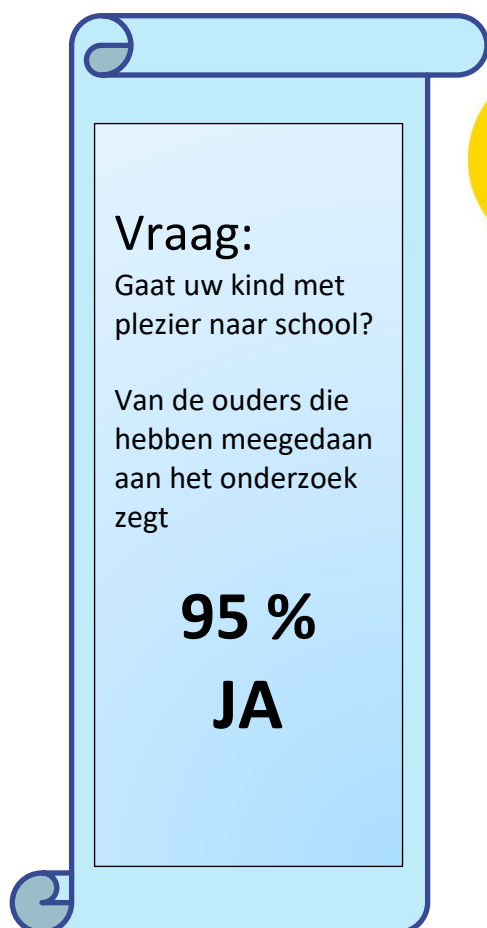 Vraag:
Gaat uw kind met
plezier naar school?
Van de ouders die
hebben meegedaan
aan het onderzoek
zegt
95 %
JA